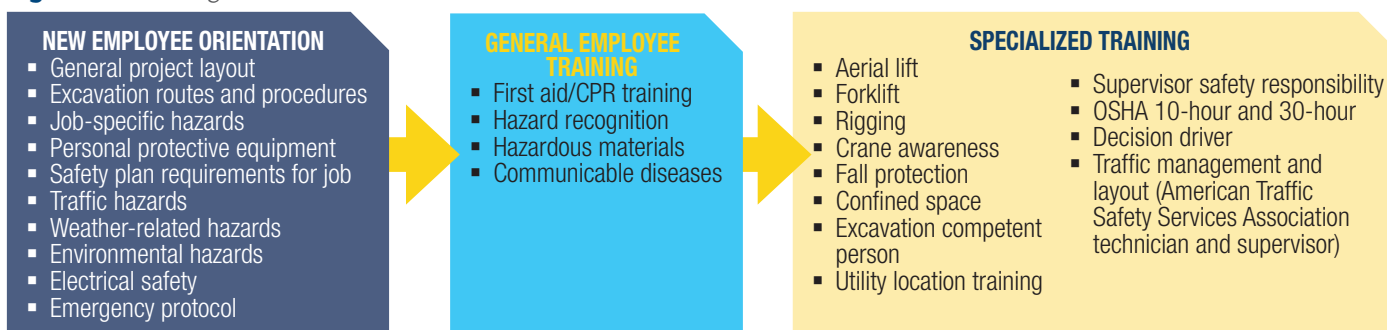 NEW EMPLOYEE ORIENTATION
▪ General project layout
▪ Excavation routes and procedures
▪ Job-specific hazards
▪ Personal protective equipment
▪ Safety plan requirements for job
▪ Traffic hazards
▪ Weather-related hazards
▪ Environmental hazards
▪ Electrical safety
▪ Emergency protocol
GENERAL EMPLOYEE
TRAINING
▪ First aid/CPR training
▪ Hazard recognition
▪ Hazardous materials
▪ Communicable diseases
SPECIALIZED TRAINING
▪ Aerial lift
▪ Forklift
▪ Rigging
▪ Crane awareness
▪ Fall protection
▪ Confined space
▪ Excavation competent
person
▪ Utility location training
▪ Supervisor safety responsibility
▪ OSHA 10-hour and 30-hour
▪ Decision driver
▪ Traffic management and
layout (American Traffic
Safety Services Association
technician and supervisor)